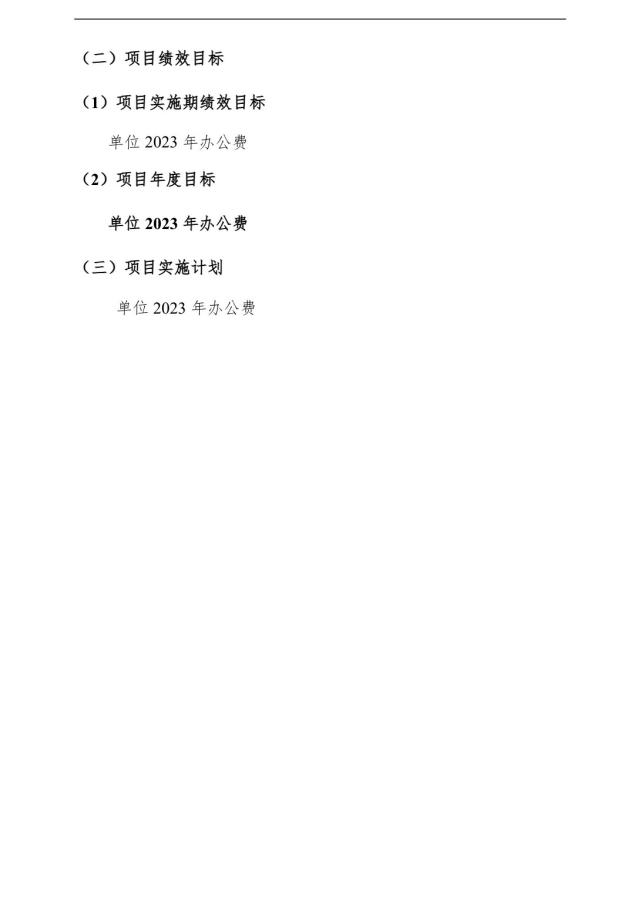 （二）项目绩效目标
（1）项目实施期绩效目标
单位 2023 年办公费
（2）项目年度目标
单位 2023 年办公费
（三）项目实施计划
单位 2023 年办公费